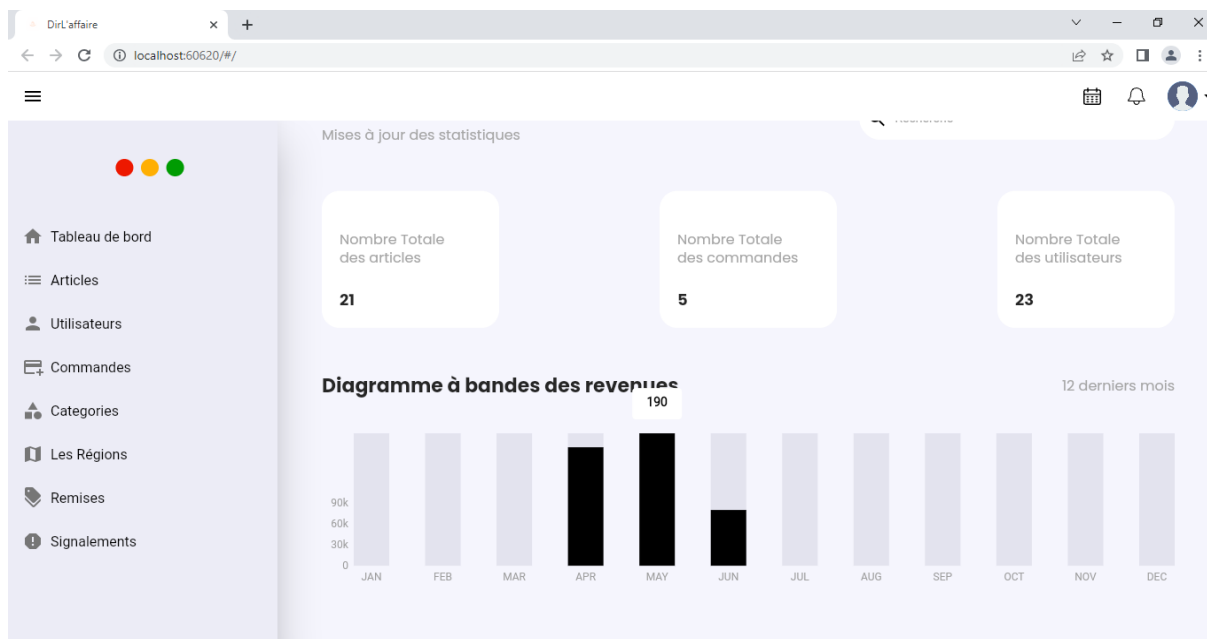 DirL'affaire
localhost:60620/#/
Mises à jour des statistiques
Recherche
Tableau de bord
Articles
Utilisateurs
Commandes
Categories
Les Régions
Remises
Signalements
Nombre Totale
des articles
21
Nombre Totale
des commandes
5
Nombre Totale
des utilisateurs
23
Diagramme à bandes des revenues
12 derniers mois
190
90k
60k
30k
0
JAN FEB MAR APR MAY JUN JUL AUG SEP OCT NOV DEC